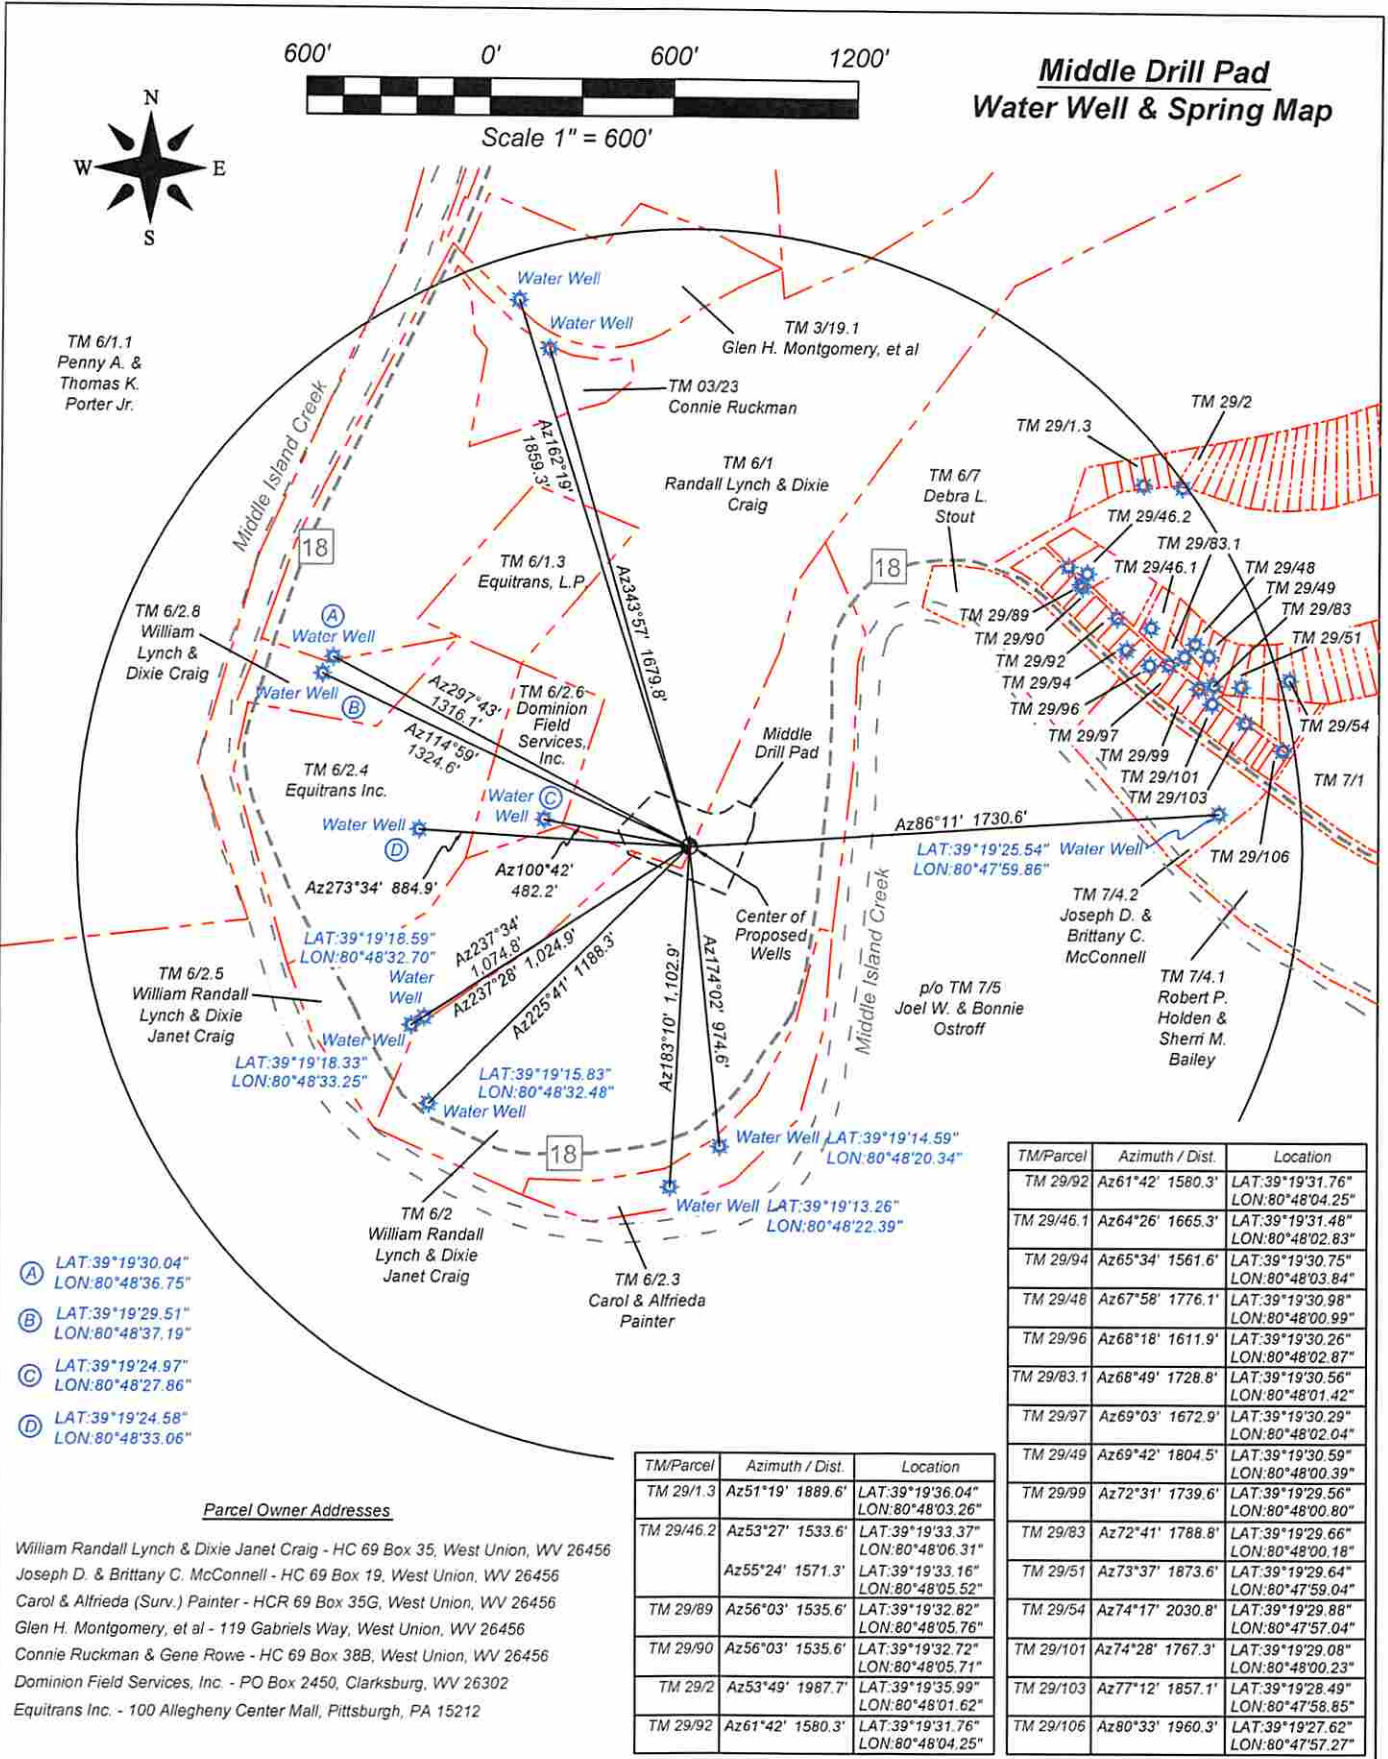 600'
0'
600'
1200'
Scale 1" = 600'
Middle Drill Pad
Water Well & Spring Map
N
W
E
S
TM 6/1.1
Penny A. &
Thomas K.
Porter Jr.
Water Well
Water Well
TM 3/19.1
Glen H. Montgomery, et al
TM 03/23
Connie Ruckman
Middle Island Creek
18
Az162°19'
1859.3'
TM 6/1
Randall Lynch & Dixie
Craig
TM 6/7
Debra L.
Stout
TM 29/1.3
TM 29/2
TM 29/46.2
TM 29/83.1
TM 29/46.1
TM 29/48
TM 29/49
TM 29/83
TM 29/51
TM 29/89
TM 29/90
TM 29/92
TM 29/94
TM 29/96
TM 29/97
TM 29/99
TM 29/101
TM 29/103
TM 29/54
TM 7/1
TM 29/106
18
TM 6/1.3
Equitrans, L.P.
Az343°57' 1679.8'
TM 6/2.8
William
Lynch &
Dixie Craig
A
Water Well
Water Well
B
Az297°43'
1316.1'
Az114°59'
1324.6'
TM 6/2.6
Dominion
Field
Services,
Inc.
Middle
Drill Pad
TM 6/2.4
Equitrans Inc.
Water
Well
C
Water Well
D
Az273°34' 884.9'
Az100°42'
482.2'
Az86°11' 1730.6'
LAT:39°19'25.54"
LON:80°47'59.86"
Water Well
TM 7/4.2
Joseph D. &
Brittany C.
McConnell
TM 7/4.1
Robert P.
Holden &
Sherri M.
Bailey
Center of
Proposed
Wells
Middle Island Creek
p/o TM 7/5
Joel W. & Bonnie
Ostroff
LAT:39°19'18.59"
LON:80°48'32.70"
Water
Well
Az237°34'
1,074.8'
Az237°28' 1,024.9'
Az225°41' 1188.3'
Az183°10' 1,102.9'
Az174°02' 974.6'
TM 6/2.5
William Randall
Lynch & Dixie
Janet Craig
Water Well
LAT:39°19'18.33"
LON:80°48'33.25"
LAT:39°19'15.83"
LON:80°48'32.48"
Water Well
18
Water Well LAT:39°19'14.59"
LON:80°48'20.34"
Water Well LAT:39°19'13.26"
LON:80°48'22.39"
TM 6/2
William Randall
Lynch & Dixie
Janet Craig
TM 6/2.3
Carol & Alfrieda
Painter
A LAT:39°19'30.04"
LON:80°48'36.75"
B LAT:39°19'29.51"
LON:80°48'37.19"
C LAT:39°19'24.97"
LON:80°48'27.86"
D LAT:39°19'24.58"
LON:80°48'33.06"
Parcel Owner Addresses
William Randall Lynch & Dixie Janet Craig - HC 69 Box 35, West Union, WV 26456
Joseph D. & Brittany C. McConnell - HC 69 Box 19, West Union, WV 26456
Carol & Alfrieda (Surv.) Painter - HCR 69 Box 35G, West Union, WV 26456
Glen H. Montgomery, et al - 119 Gabriels Way, West Union, WV 26456
Connie Ruckman & Gene Rowe - HC 69 Box 38B, West Union, WV 26456
Dominion Field Services, Inc. - PO Box 2450, Clarksburg, WV 26302
Equitrans Inc. - 100 Allegheny Center Mall, Pittsburgh, PA 15212
TM/Parcel Azimuth / Dist. Location
TM 29/1.3 Az51°19' 1889.6' LAT:39°19'36.04"
LON:80°48'03.26"
TM 29/46.2 Az53°27' 1533.6' LAT:39°19'33.37"
LON:80°48'06.31"
Az55°24' 1571.3' LAT:39°19'33.16"
LON:80°48'05.52"
TM 29/89 Az56°03' 1535.6' LAT:39°19'32.82"
LON:80°48'05.76"
TM 29/90 Az56°03' 1535.6' LAT:39°19'32.72"
LON:80°48'05.71"
TM 29/2 Az53°49' 1987.7' LAT:39°19'35.99"
LON:80°48'01.62"
TM 29/92 Az61°42' 1580.3' LAT:39°19'31.76"
LON:80°48'04.25"
TM/Parcel Azimuth / Dist. Location
TM 29/92 Az61°42' 1580.3' LAT:39°19'31.76"
LON:80°48'04.25"
TM 29/46.1 Az64°26' 1665.3' LAT:39°19'31.48"
LON:80°48'02.83"
TM 29/94 Az65°34' 1561.6' LAT:39°19'30.75"
LON:80°48'03.84"
TM 29/48 Az67°58' 1776.1' LAT:39°19'30.98"
LON:80°48'00.99"
TM 29/96 Az68°18' 1611.9' LAT:39°19'30.26"
LON:80°48'02.87"
TM 29/83.1 Az68°49' 1728.8' LAT:39°19'30.56"
LON:80°48'01.42"
TM 29/97 Az69°03' 1672.9' LAT:39°19'30.29"
LON:80°48'02.04"
TM 29/49 Az69°42' 1804.5' LAT:39°19'30.59"
LON:80°48'00.39"
TM 29/99 Az72°31' 1739.6' LAT:39°19'29.56"
LON:80°48'00.80"
TM 29/83 Az72°41' 1788.8' LAT:39°19'29.66"
LON:80°48'00.18"
TM 29/51 Az73°37' 1873.6' LAT:39°19'29.64"
LON:80°47'59.04"
TM 29/54 Az74°17' 2030.8' LAT:39°19'29.88"
LON:80°47'57.04"
TM 29/101 Az74°28' 1767.3' LAT:39°19'29.08"
LON:80°48'00.23"
TM 29/103 Az77°12' 1857.1' LAT:39°19'28.49"
LON:80°47'58.85"
TM 29/106 Az80°33' 1960.3' LAT:39°19'27.62"
LON:80°47'57.27"